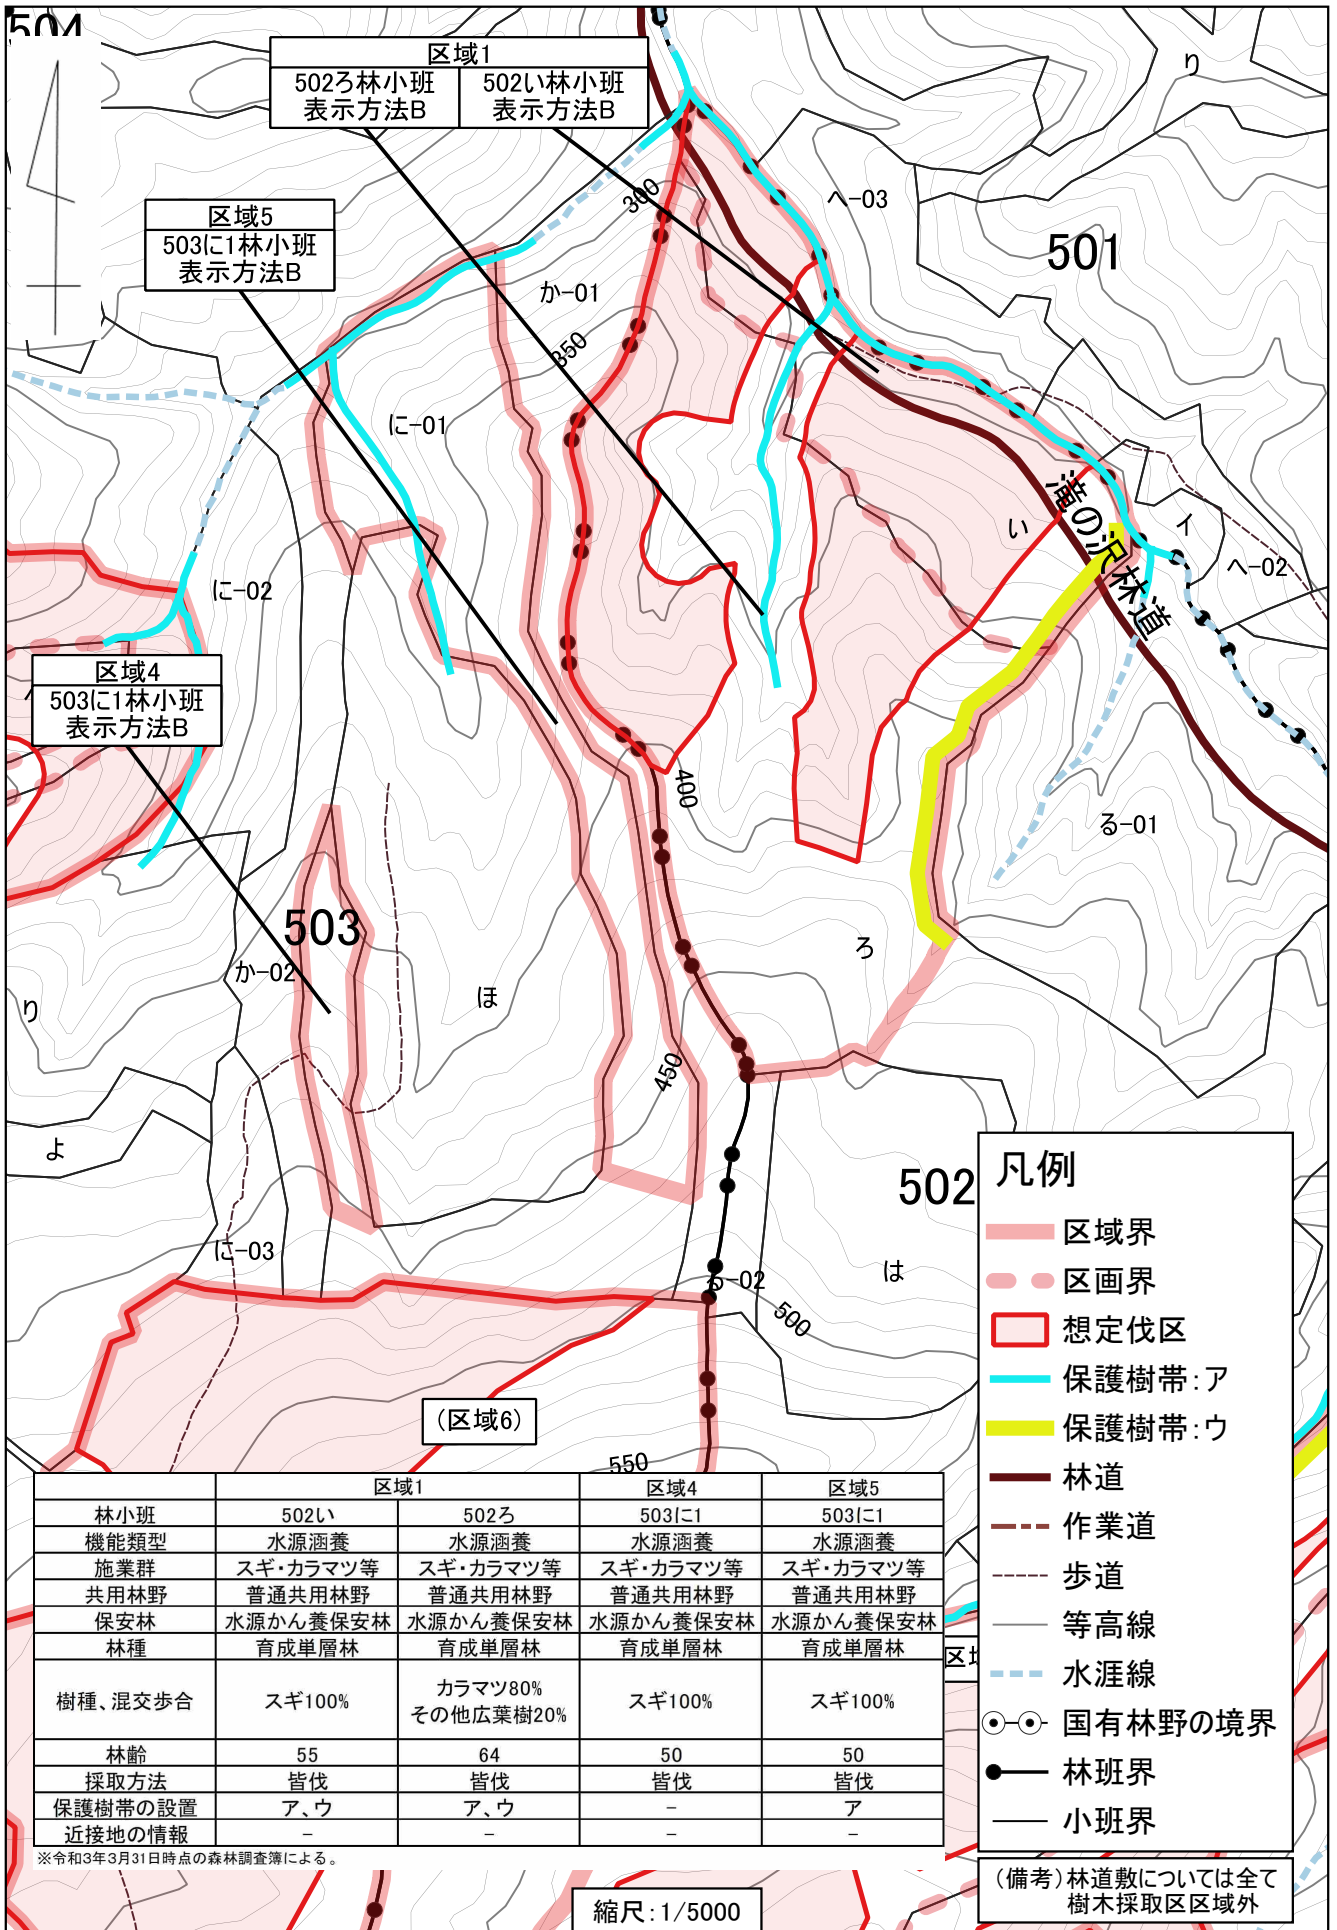 504
区域1
502ろ林小班
表示方法B
502い林小班
表示方法B
り
300
へ-03
区域5
503に1林小班
表示方法B
501
か-01
350
に-01
い
滝の沢林道
イ
へ-02
に-02
区域4
503に1林小班
表示方法B
400
る-01
503
ろ
か-02
ほ
り
450
よ
502
に-03
は
る-02
500
(区域6)
550
凡例
区域界
区画界
想定伐区
保護樹帯:ア
保護樹帯:ウ
林道
作業道
歩道
等高線
水涯線
国有林野の境界
林班界
小班界
(備考)林道敷については全て
樹木採取区区域外
区域1 区域4 区域5
林小班 502い 502ろ 503に1 503に1
機能類型 水源涵養 水源涵養 水源涵養 水源涵養
施業群 スギ・カラマツ等 スギ・カラマツ等 スギ・カラマツ等 スギ・カラマツ等
共用林野 普通共用林野 普通共用林野 普通共用林野 普通共用林野
保安林 水源かん養保安林 水源かん養保安林 水源かん養保安林 水源かん養保安林
林種 育成単層林 育成単層林 育成単層林 育成単層林
樹種、混交歩合 スギ100% カラマツ80% その他広葉樹20% スギ100% スギ100%
林齢 55 64 50 50
採取方法 皆伐 皆伐 皆伐 皆伐
保護樹帯の設置 ア、ウ ア、ウ - ア
近接地の情報 - - - -
※令和3年3月31日時点の森林調査簿による。
縮尺:1/5000